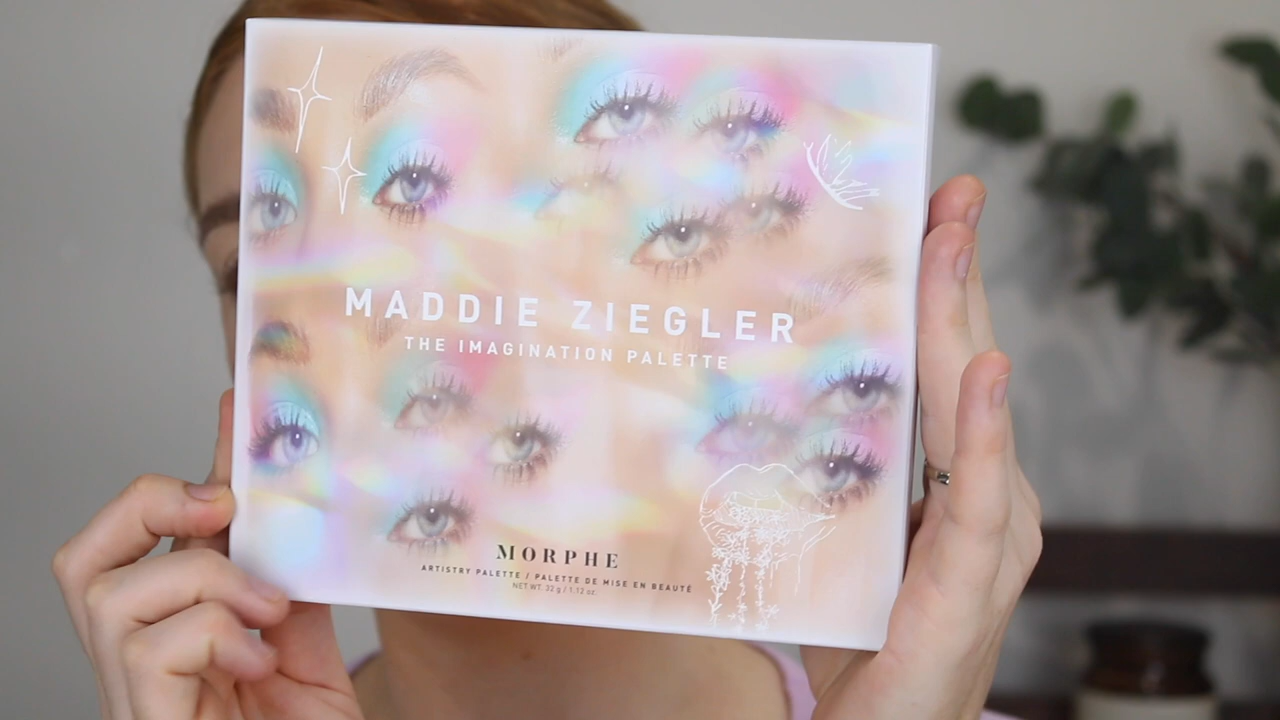 MADDIE ZIEGLER
THE IMAGINATION PALETTE
MORPHE
ARTISTRY PALETTE / PALETTE DE MISE EN BEAUTÉ
NET WT. 32 g / 1.12 oz.